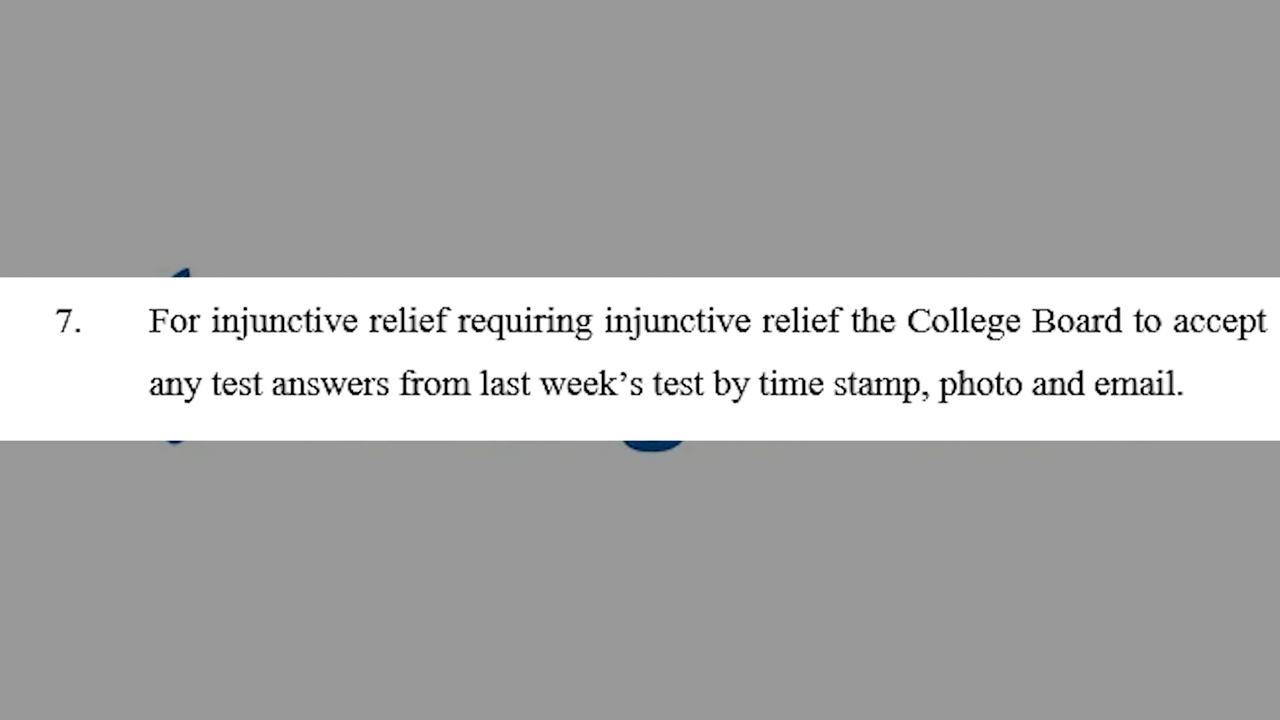 7. For injunctive relief requiring injunctive relief the College Board to accept
any test answers from last week’s test by time stamp, photo and email.